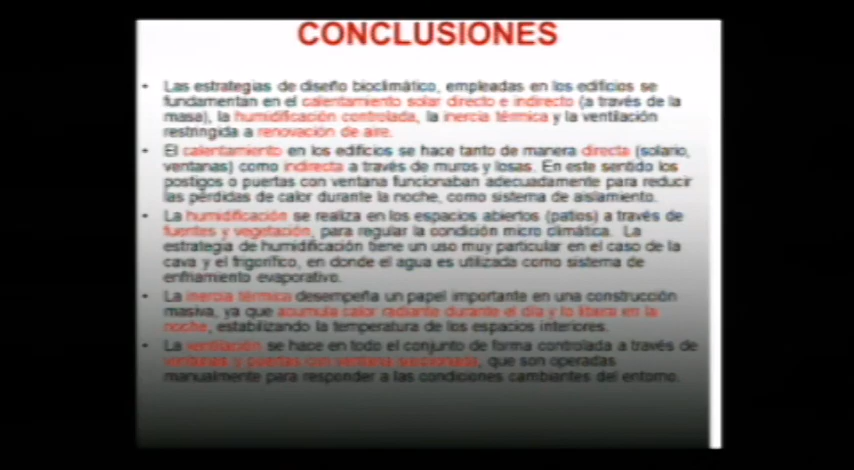 CONCLUSIONES
• Las estrategias de diseño bioclimático, empleadas en los edificios se
fundamentan en el calentamiento solar directo e indirecto (a través de la
masa), la humidificación controlada, la inercia térmica y la ventilación
restringida a renovación de aire.
• El calentamiento en los edificios se hace tanto de manera directa (solario,
ventanas) como indirecta a través de muros y losas. En este sentido los
postigos o puertas con ventana funcionaban adecuadamente para reducir
las pérdidas de calor durante la noche, como sistema de aislamiento.
• La humidificación se realiza en los espacios abiertos (patios) a través de
fuentes y vegetación, para regular la condición micro climática. La
estrategia de humidificación tiene un uso muy particular en el caso de la
cava y el frigorífico, en donde el agua es utilizada como sistema de
enfriamiento evaporativo.
• La inercia térmica desempeña un papel importante en una construcción
masiva, ya que acumula calor radiante durante el día y lo libera en la
noche, estabilizando la temperatura de los espacios interiores.
• La ventilación se hace en todo el conjunto de forma controlada a través de
ventanas y puertas con ventana seccionada, que son operadas
manualmente para responder a las condiciones cambiantes del entorno.